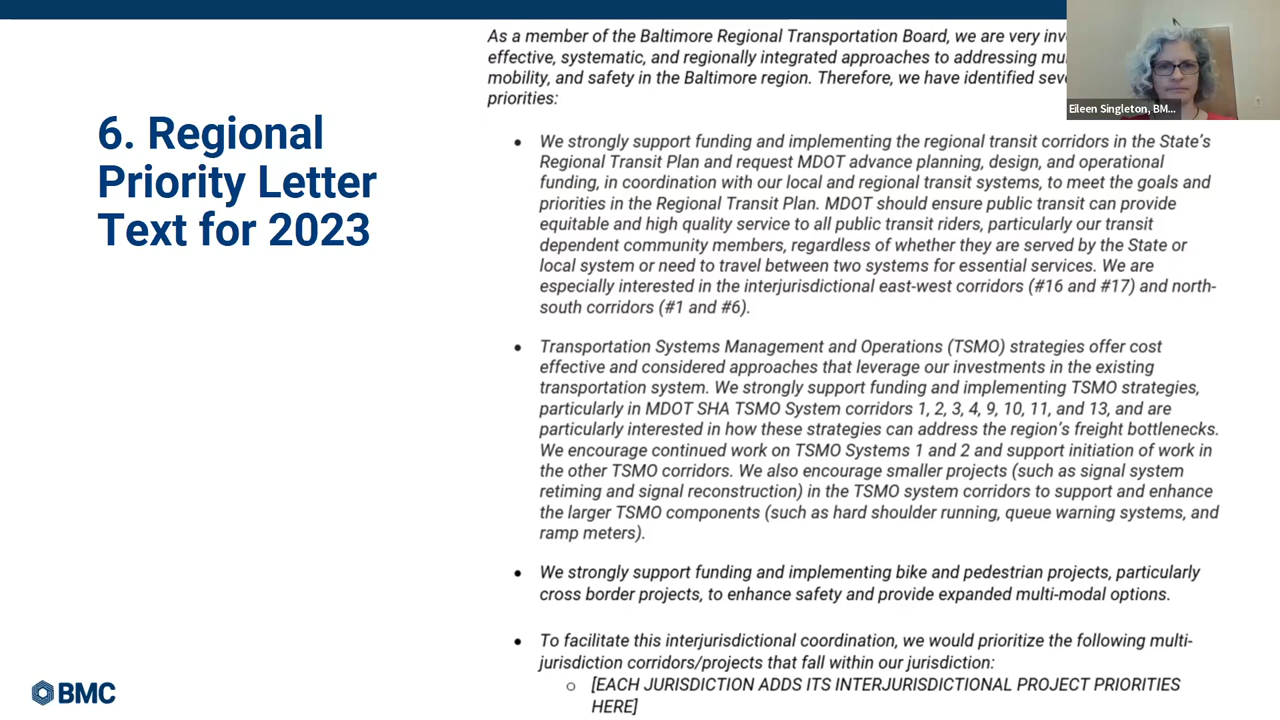 6. Regional
Priority Letter
Text for 2023
As a member of the Baltimore Regional Transportation Board, we are very
effective, systematic, and regionally integrated approaches to addressing
mobility, and safety in the Baltimore region. Therefore, we have identified
priorities:
• We strongly support funding and implementing the regional transit corridors in the State's
Regional Transit Plan and request MDOT advance planning, design, and operational
funding, in coordination with our local and regional transit systems, to meet the goals and
priorities in the Regional Transit Plan. MDOT should ensure public transit can provide
equitable and high quality service to all public transit riders, particularly our transit
dependent community members, regardless of whether they are served by the State or
local system or need to travel between two systems for essential services. We are
especially interested in the interjurisdictional east-west corridors (#16 and #17) and north-
south corridors (#1 and #6).
• Transportation Systems Management and Operations (TSMO) strategies offer cost
effective and considered approaches that leverage our investments in the existing
transportation system. We strongly support funding and implementing TSMO strategies,
particularly in MDOT SHA TSMO System corridors 1, 2, 3, 4, 9, 10, 11, and 13, and are
particularly interested in how these strategies can address the region's freight bottlenecks.
We encourage continued work on TSMO Systems 1 and 2 and support initiation of work in
the other TSMO corridors. We also encourage smaller projects (such as signal system
retiming and signal reconstruction) in the TSMO system corridors to support and enhance
the larger TSMO components (such as hard shoulder running, queue warning systems, and
ramp meters).
• We strongly support funding and implementing bike and pedestrian projects, particularly
cross border projects, to enhance safety and provide expanded multi-modal options.
• To facilitate this interjurisdictional coordination, we would prioritize the following multi-
jurisdiction corridors/projects that fall within our jurisdiction:
○ [EACH JURISDICTION ADDS ITS INTERJURISDICTIONAL PROJECT PRIORITIES
HERE]
Eileen Singleton, BM...
BMC